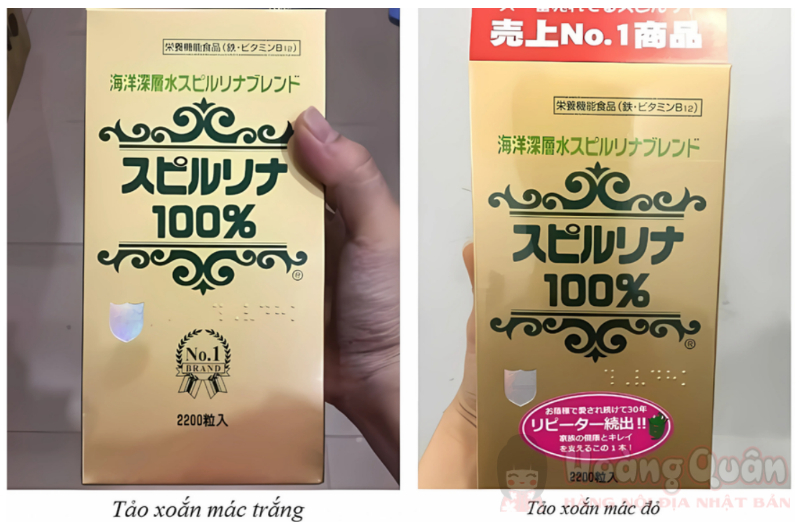 栄養機能食品(鉄・ビタミンB12)
海洋深層水スピルリナブレンド
スピルリナ
100%
No.1
BRAND
2200粒入
Tảo xoắn mác trắng
売上No.1商品
栄養機能食品(鉄・ビタミンB12)
海洋深層水スピルリナブレンド
スピルリナ
100%
®
お陰様で愛され続けて30年
リピーター続出!!
家族の健康とキレイ
を支えるこの1本!
2200粒入
Hoàng Quân
HÀNG NỘI ĐỊA NHẬT BẢN
Tảo xoắn mác đỏ